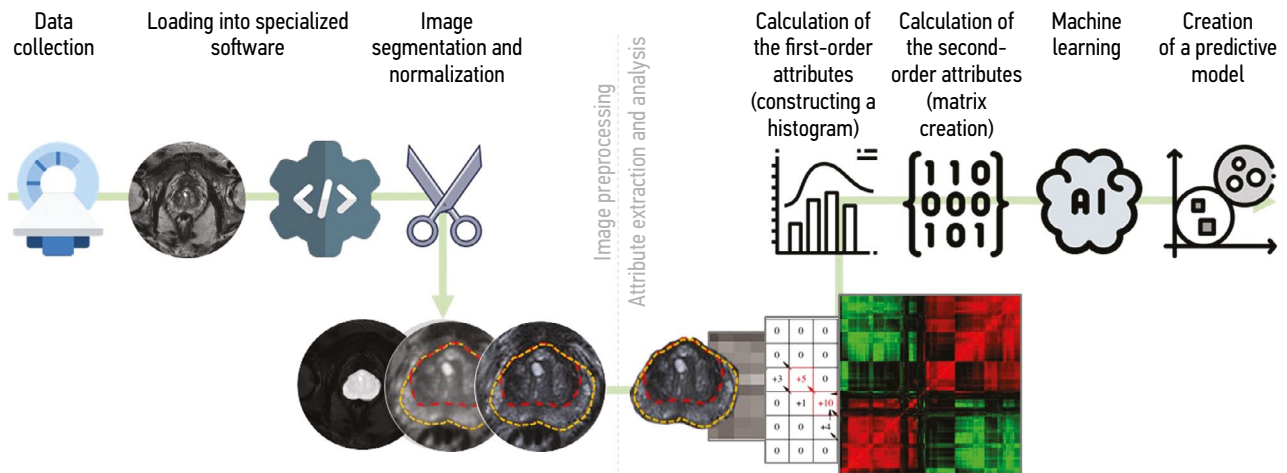 Data
collection
Loading into specialized
software
Image
segmentation and
normalization
Image preprocessing
Attribute extraction and analysis
Calculation of
the first-order
attributes
(constructing a
histogram)
Calculation of
the second-
order attributes
(matrix
creation)
Machine
learning
Creation
of a predictive
model
</>
110
000
101
AI
0 0 0
0 0 0
+3 +5 0
0 +1 +10
0 0 +4
0 0 0